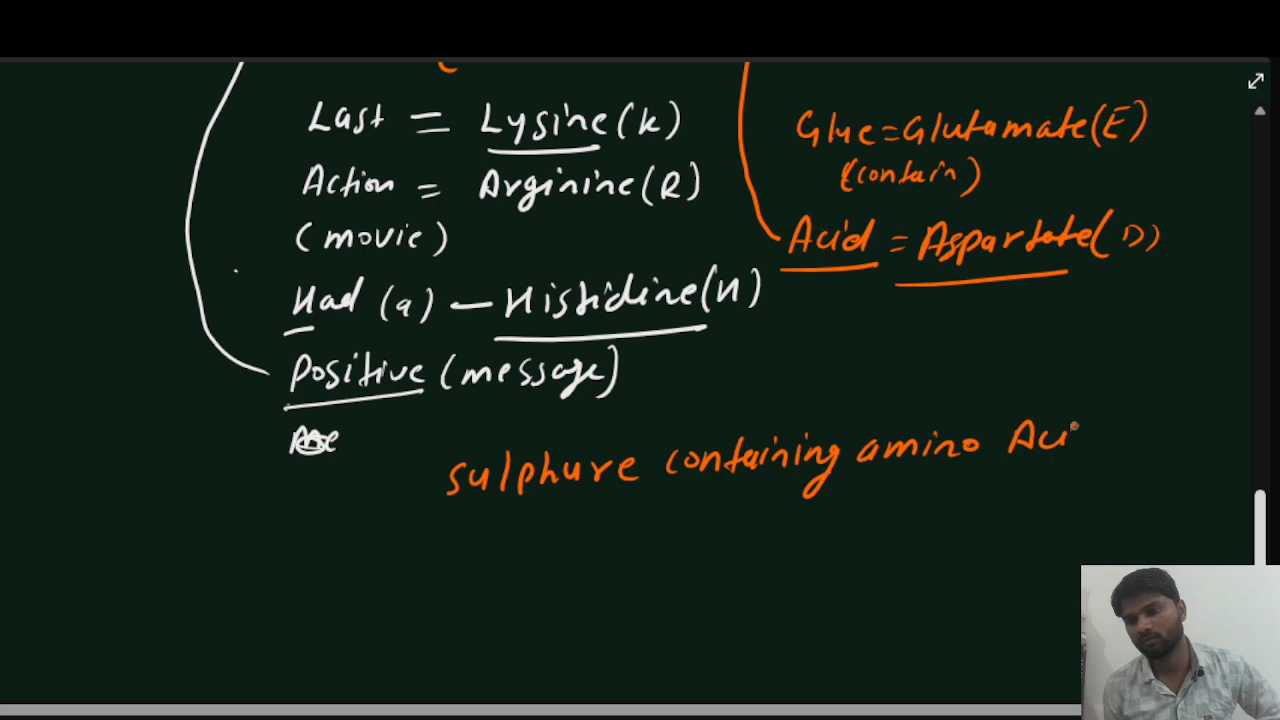 Last = Lysine(K)
Action = Arginine(R)
(movie)
Had (a) — Histidine(H)
Positive (message)
Glue = Glutamate(E)
(contain)
Acid = Aspartate(D)
sulphure containing amino Aci